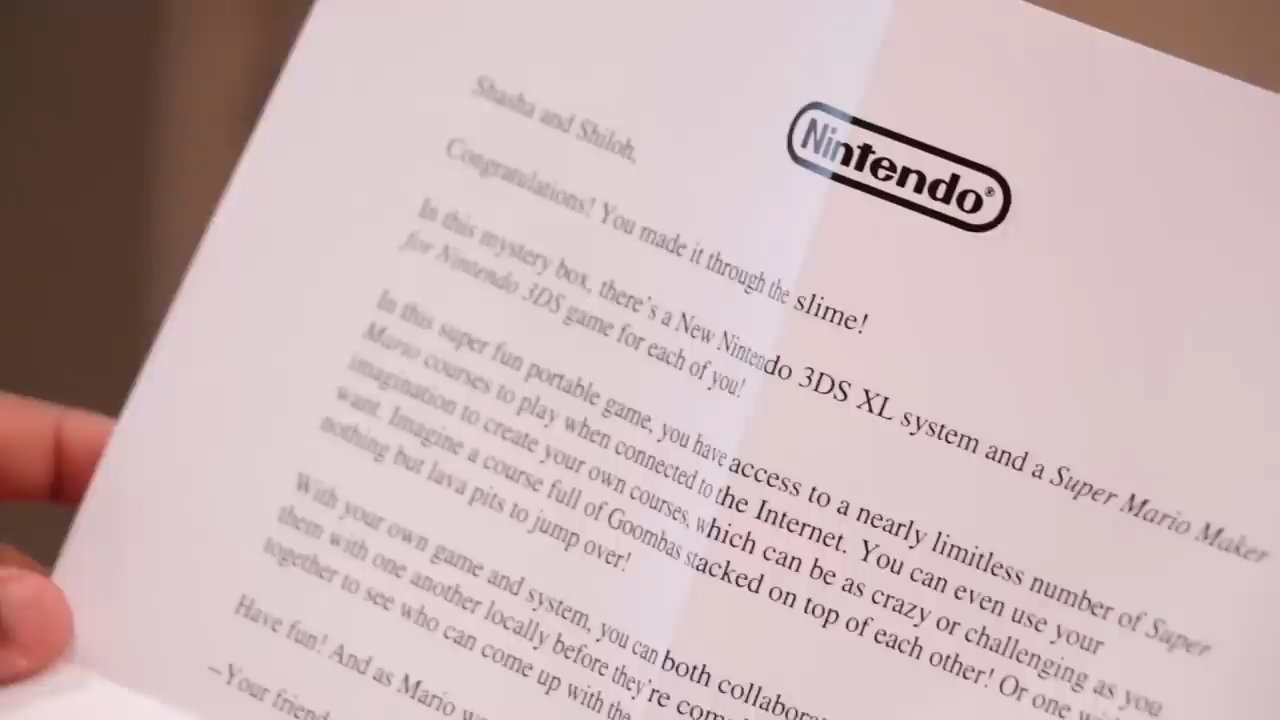 Nintendo®
Shasha and Shiloh,
Congratulations! You made it through the slime!
In this mystery box, there's a New Nintendo 3DS XL system and a Super Mario Maker
for Nintendo 3DS game for each of you!
In this super fun portable game, you have access to a nearly limitless number of Super
Mario courses to play when connected to the Internet. You can even use your
imagination to create your own courses, which can be as crazy or challenging as you
want. Imagine a course full of Goombas stacked on top of each other! Or one
nothing but lava pits to jump over!
With your own game and system, you can both
them with one another locally before they're
together to see who can come up with the
Have fun! And as Mario
–Your friend